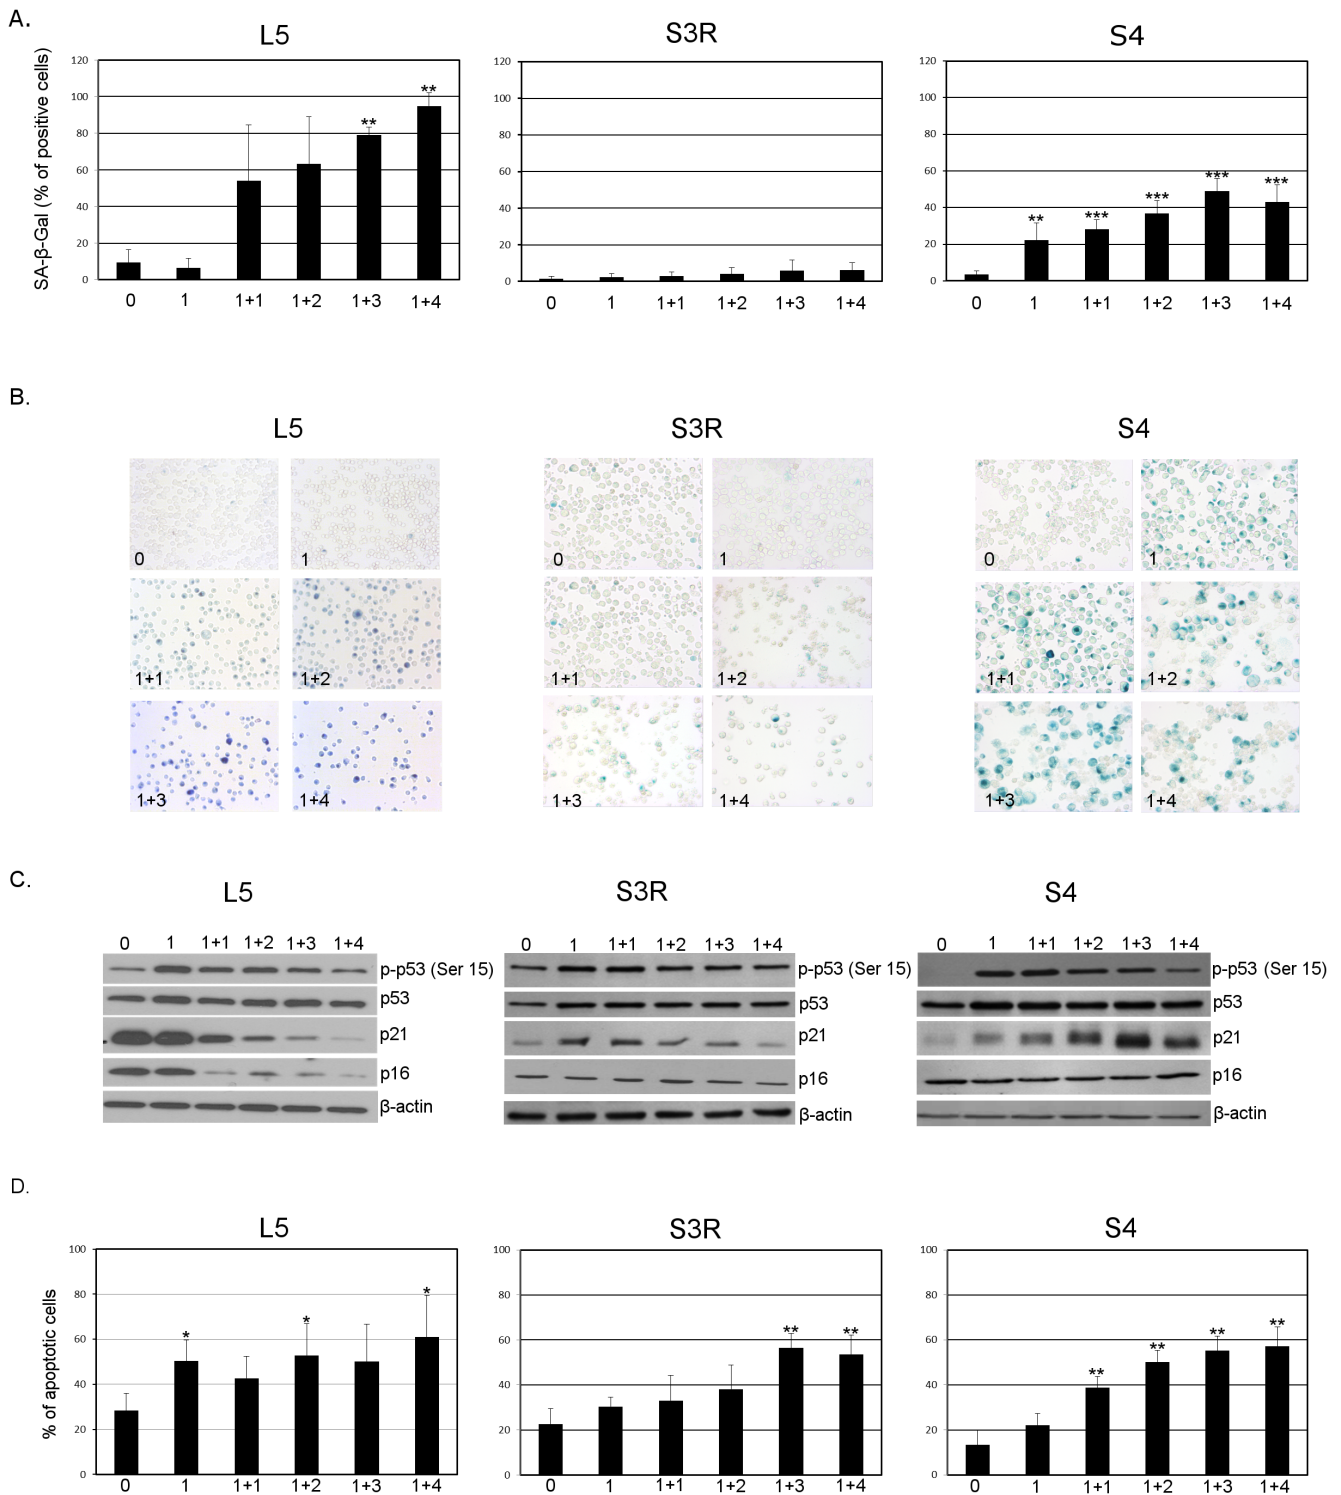 A.
L5 S3R S4
SA-β-Gal (% of positive cells)
120 120 120
100 100 100
80 80 80
60 60 60
40 40 40
20 20 20
0 0 0
** **
** *** *** *** ***
0 1 1+1 1+2 1+3 1+4 0 1 1+1 1+2 1+3 1+4 0 1 1+1 1+2 1+3 1+4
B.
L5 S3R S4
0 1 0 1 0 1
1+1 1+2 1+1 1+2 1+1 1+2
1+3 1+4 1+3 1+4 1+3 1+4
C.
L5 S3R S4
0 1 1+1 1+2 1+3 1+4 0 1 1+1 1+2 1+3 1+4 0 1 1+1 1+2 1+3 1+4
p-p53 (Ser 15) p-p53 (Ser 15) p-p53 (Ser 15)
p53 p53 p53
p21 p21 p21
p16 p16 p16
β-actin β-actin β-actin
D.
L5 S3R S4
% of apoptotic cells
100 100 100
80 80 80
60 60 60
40 40 40
20 20 20
0 0 0
* * *
** **
** ** ** **
0 1 1+1 1+2 1+3 1+4 0 1 1+1 1+2 1+3 1+4 0 1 1+1 1+2 1+3 1+4